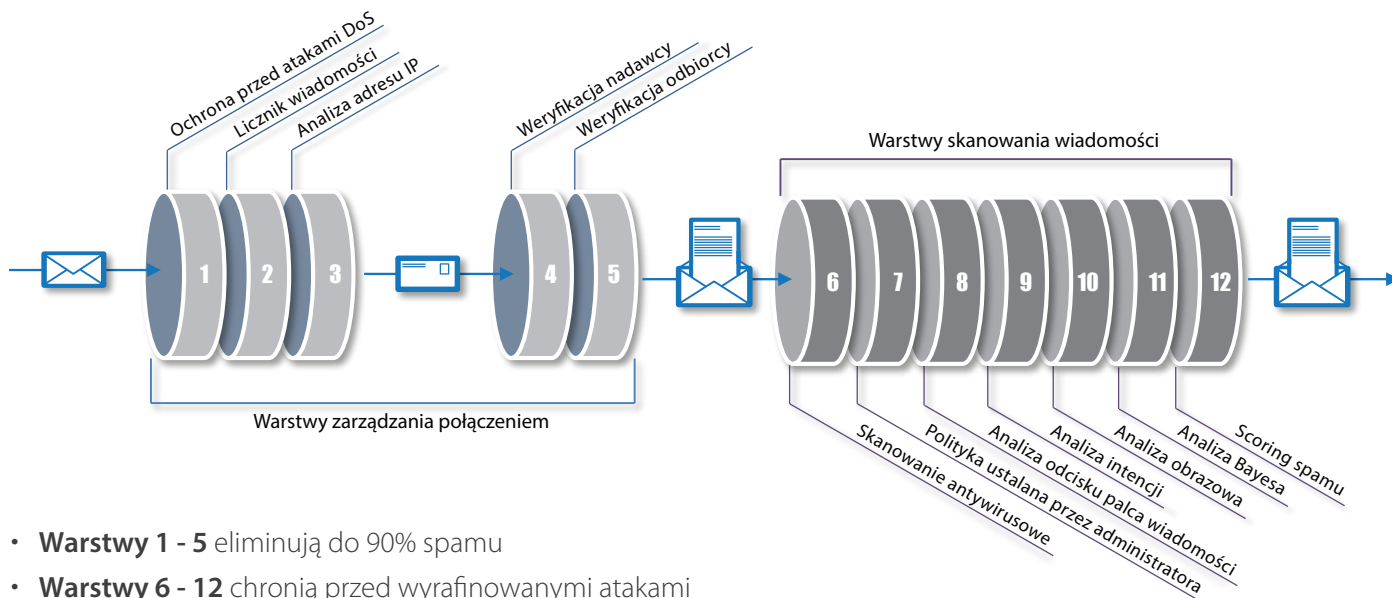 Ochrona przed atakami DoS
Licznik wiadomości
Analiza adresu IP
Weryfikacja nadawcy
Weryfikacja odbiorcy
Warstwy skanowania wiadomości
1
2
3
4
5
6
7
8
9
10
11
12
Warstwy zarządzania połączeniem
Skanowanie antywirusowe
Polityka ustalana przez administratora
Analiza odcisku palca wiadomości
Analiza intencji
Analiza obrazowa
Analiza Bayesa
Scoring spamu
• Warstwy 1 - 5 eliminują do 90% spamu
• Warstwy 6 - 12 chronią przed wyrafinowanymi atakami